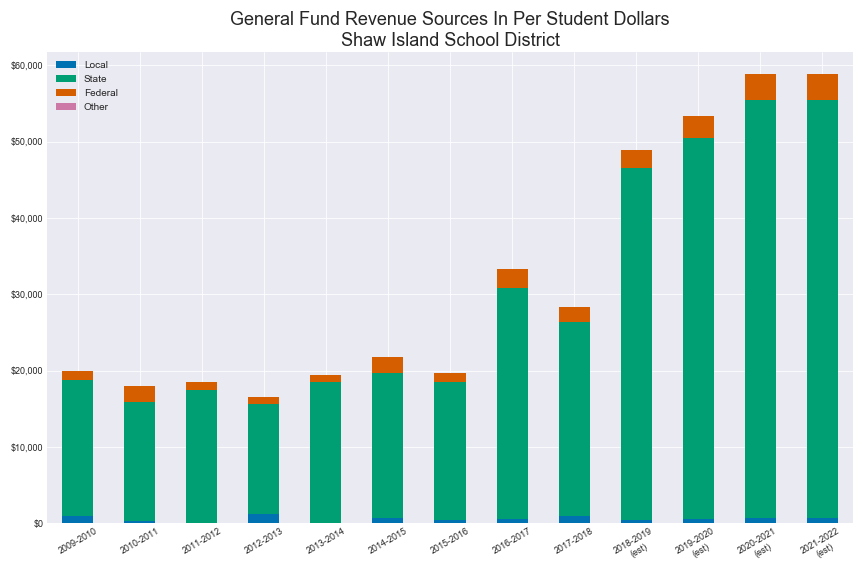 General Fund Revenue Sources In Per Student Dollars
Shaw Island School District
Local
State
Federal
Other
$60,000
$50,000
$40,000
$30,000
$20,000
$10,000
$0
2009-2010
2010-2011
2011-2012
2012-2013
2013-2014
2014-2015
2015-2016
2016-2017
2017-2018
2018-2019
(est)
2019-2020
(est)
2020-2021
(est)
2021-2022
(est)